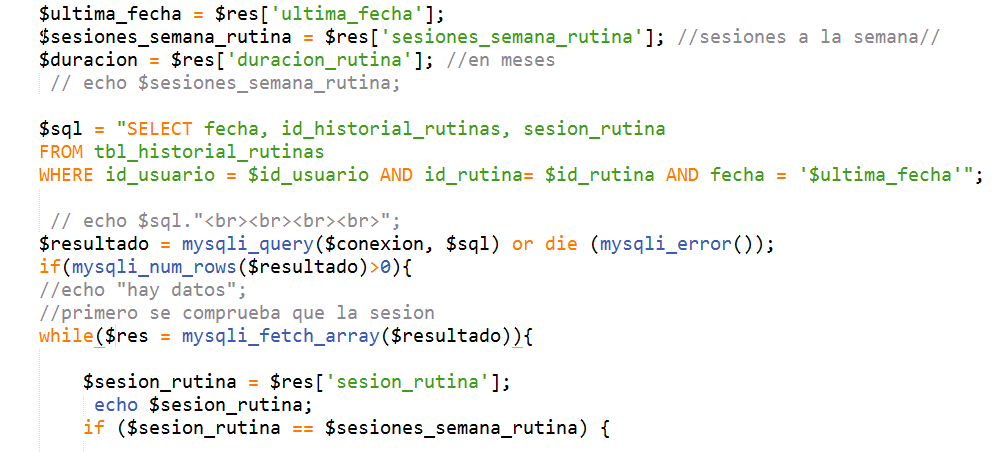 $ultima_fecha = $res['ultima_fecha'];
$sesiones_semana_rutina = $res['sesiones_semana_rutina']; //sesiones a la semana//
$duracion = $res['duracion_rutina']; //en meses
// echo $sesiones_semana_rutina;
$sql = "SELECT fecha, id_historial_rutinas, sesion_rutina
FROM tbl_historial_rutinas
WHERE id_usuario = $id_usuario AND id_rutina= $id_rutina AND fecha = '$ultima_fecha'";
// echo $sql."<br><br><br><br>";
$resultado = mysqli_query($conexion, $sql) or die (mysqli_error());
if(mysqli_num_rows($resultado)>0){
//echo "hay datos";
//primero se comprueba que la sesion
while($res = mysqli_fetch_array($resultado)){
$sesion_rutina = $res['sesion_rutina'];
echo $sesion_rutina;
if ($sesion_rutina == $sesiones_semana_rutina) {